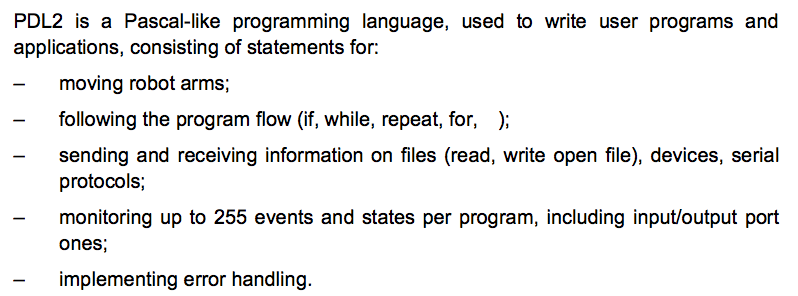 PDL2 is a Pascal-like programming language, used to write user programs and
applications, consisting of statements for:
– moving robot arms;
– following the program flow (if, while, repeat, for, );
– sending and receiving information on files (read, write open file), devices, serial
protocols;
– monitoring up to 255 events and states per program, including input/output port
ones;
– implementing error handling.